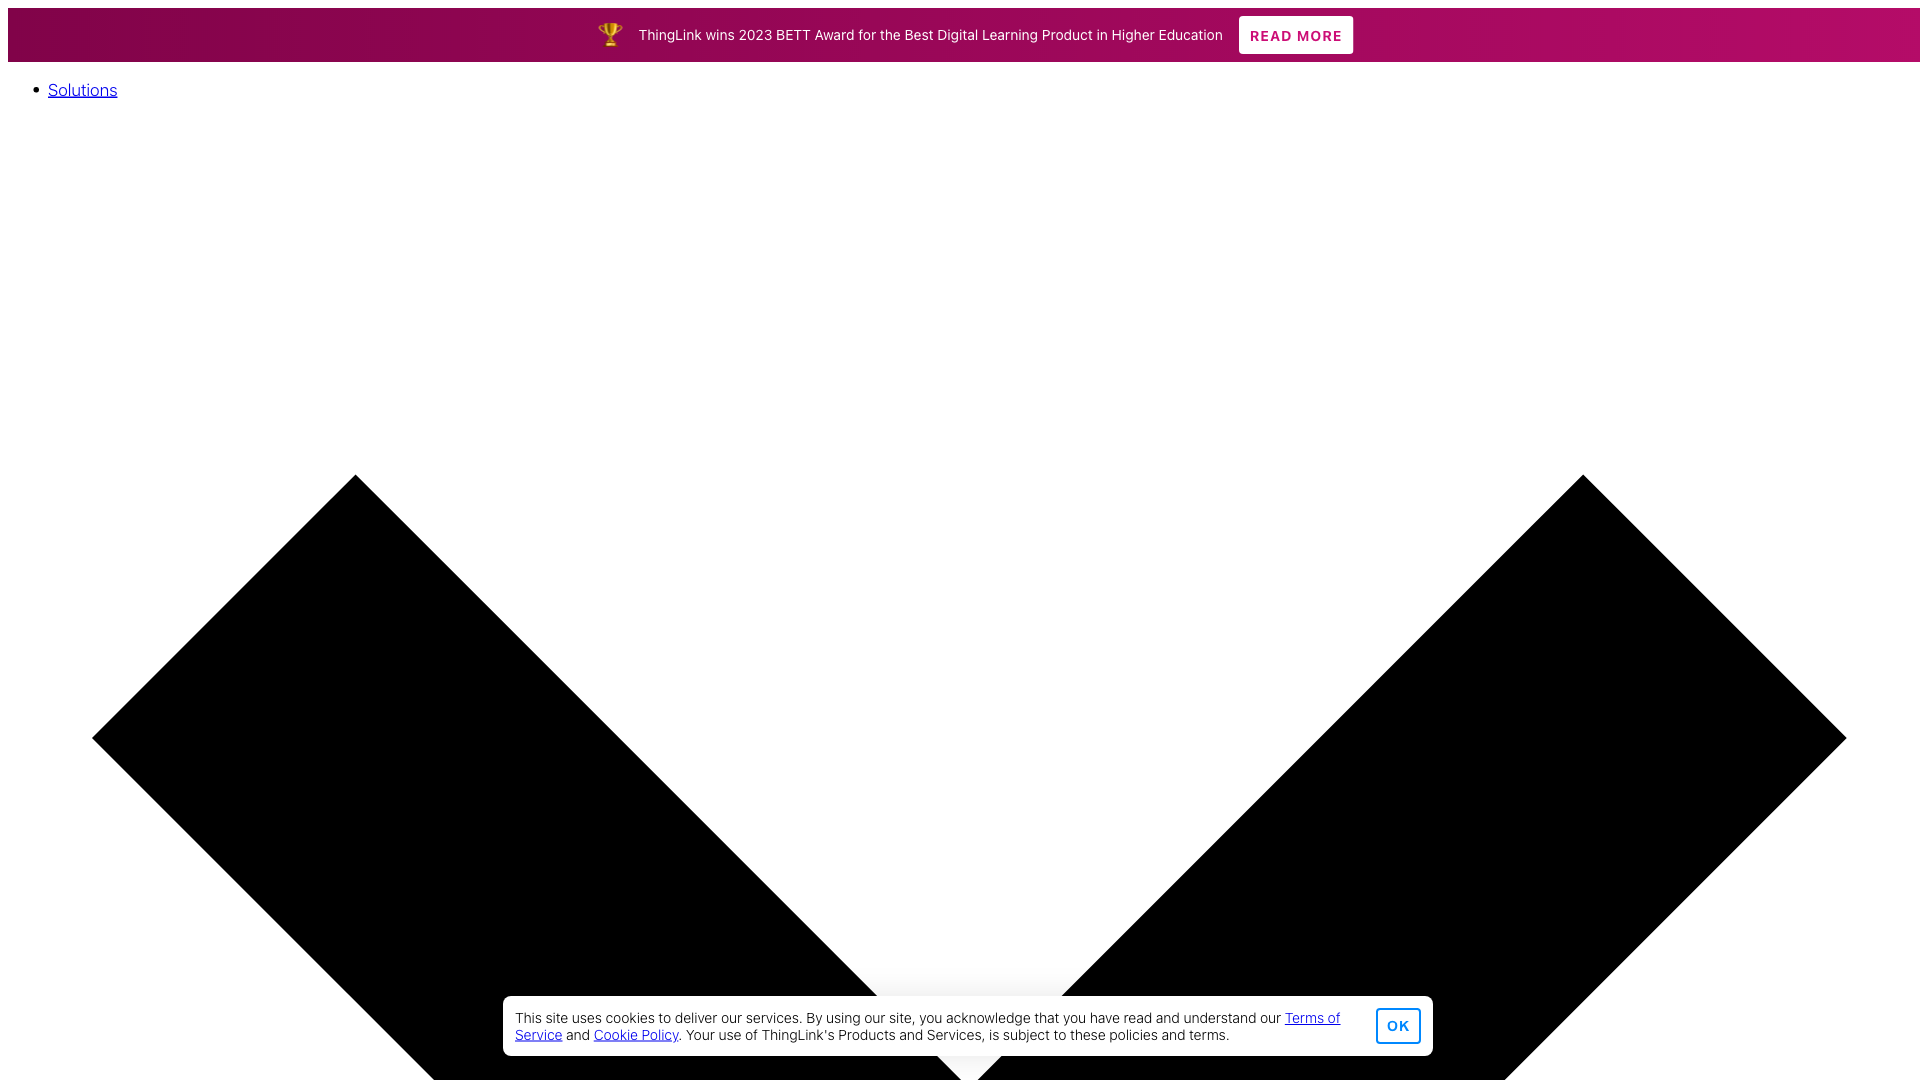 ThingLink wins 2023 BETT Award for the Best Digital Learning Product in Higher Education READ MORE
Solutions
This site uses cookies to deliver our services. By using our site, you acknowledge that you have read and understand our Terms of
Service and Cookie Policy. Your use of ThingLink's Products and Services, is subject to these policies and terms.
OK